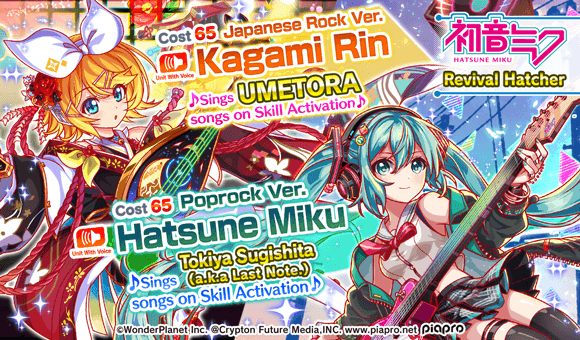 Cost 65 Japanese Rock Ver.
Unit With Voice
Kagami Rin
♪Sings UMETORA
songs on Skill Activation♪
初音ミク
HATSUNE MIKU
Revival Hatcher
Cost 65 Poprock Ver.
Unit With Voice
Hatsune Miku
♪Sings Tokiya Sugishita
(a.k.a Last Note.)
songs on Skill Activation♪
©WonderPlanet Inc. @Crypton Future Media,INC. www.piapro.net piapro